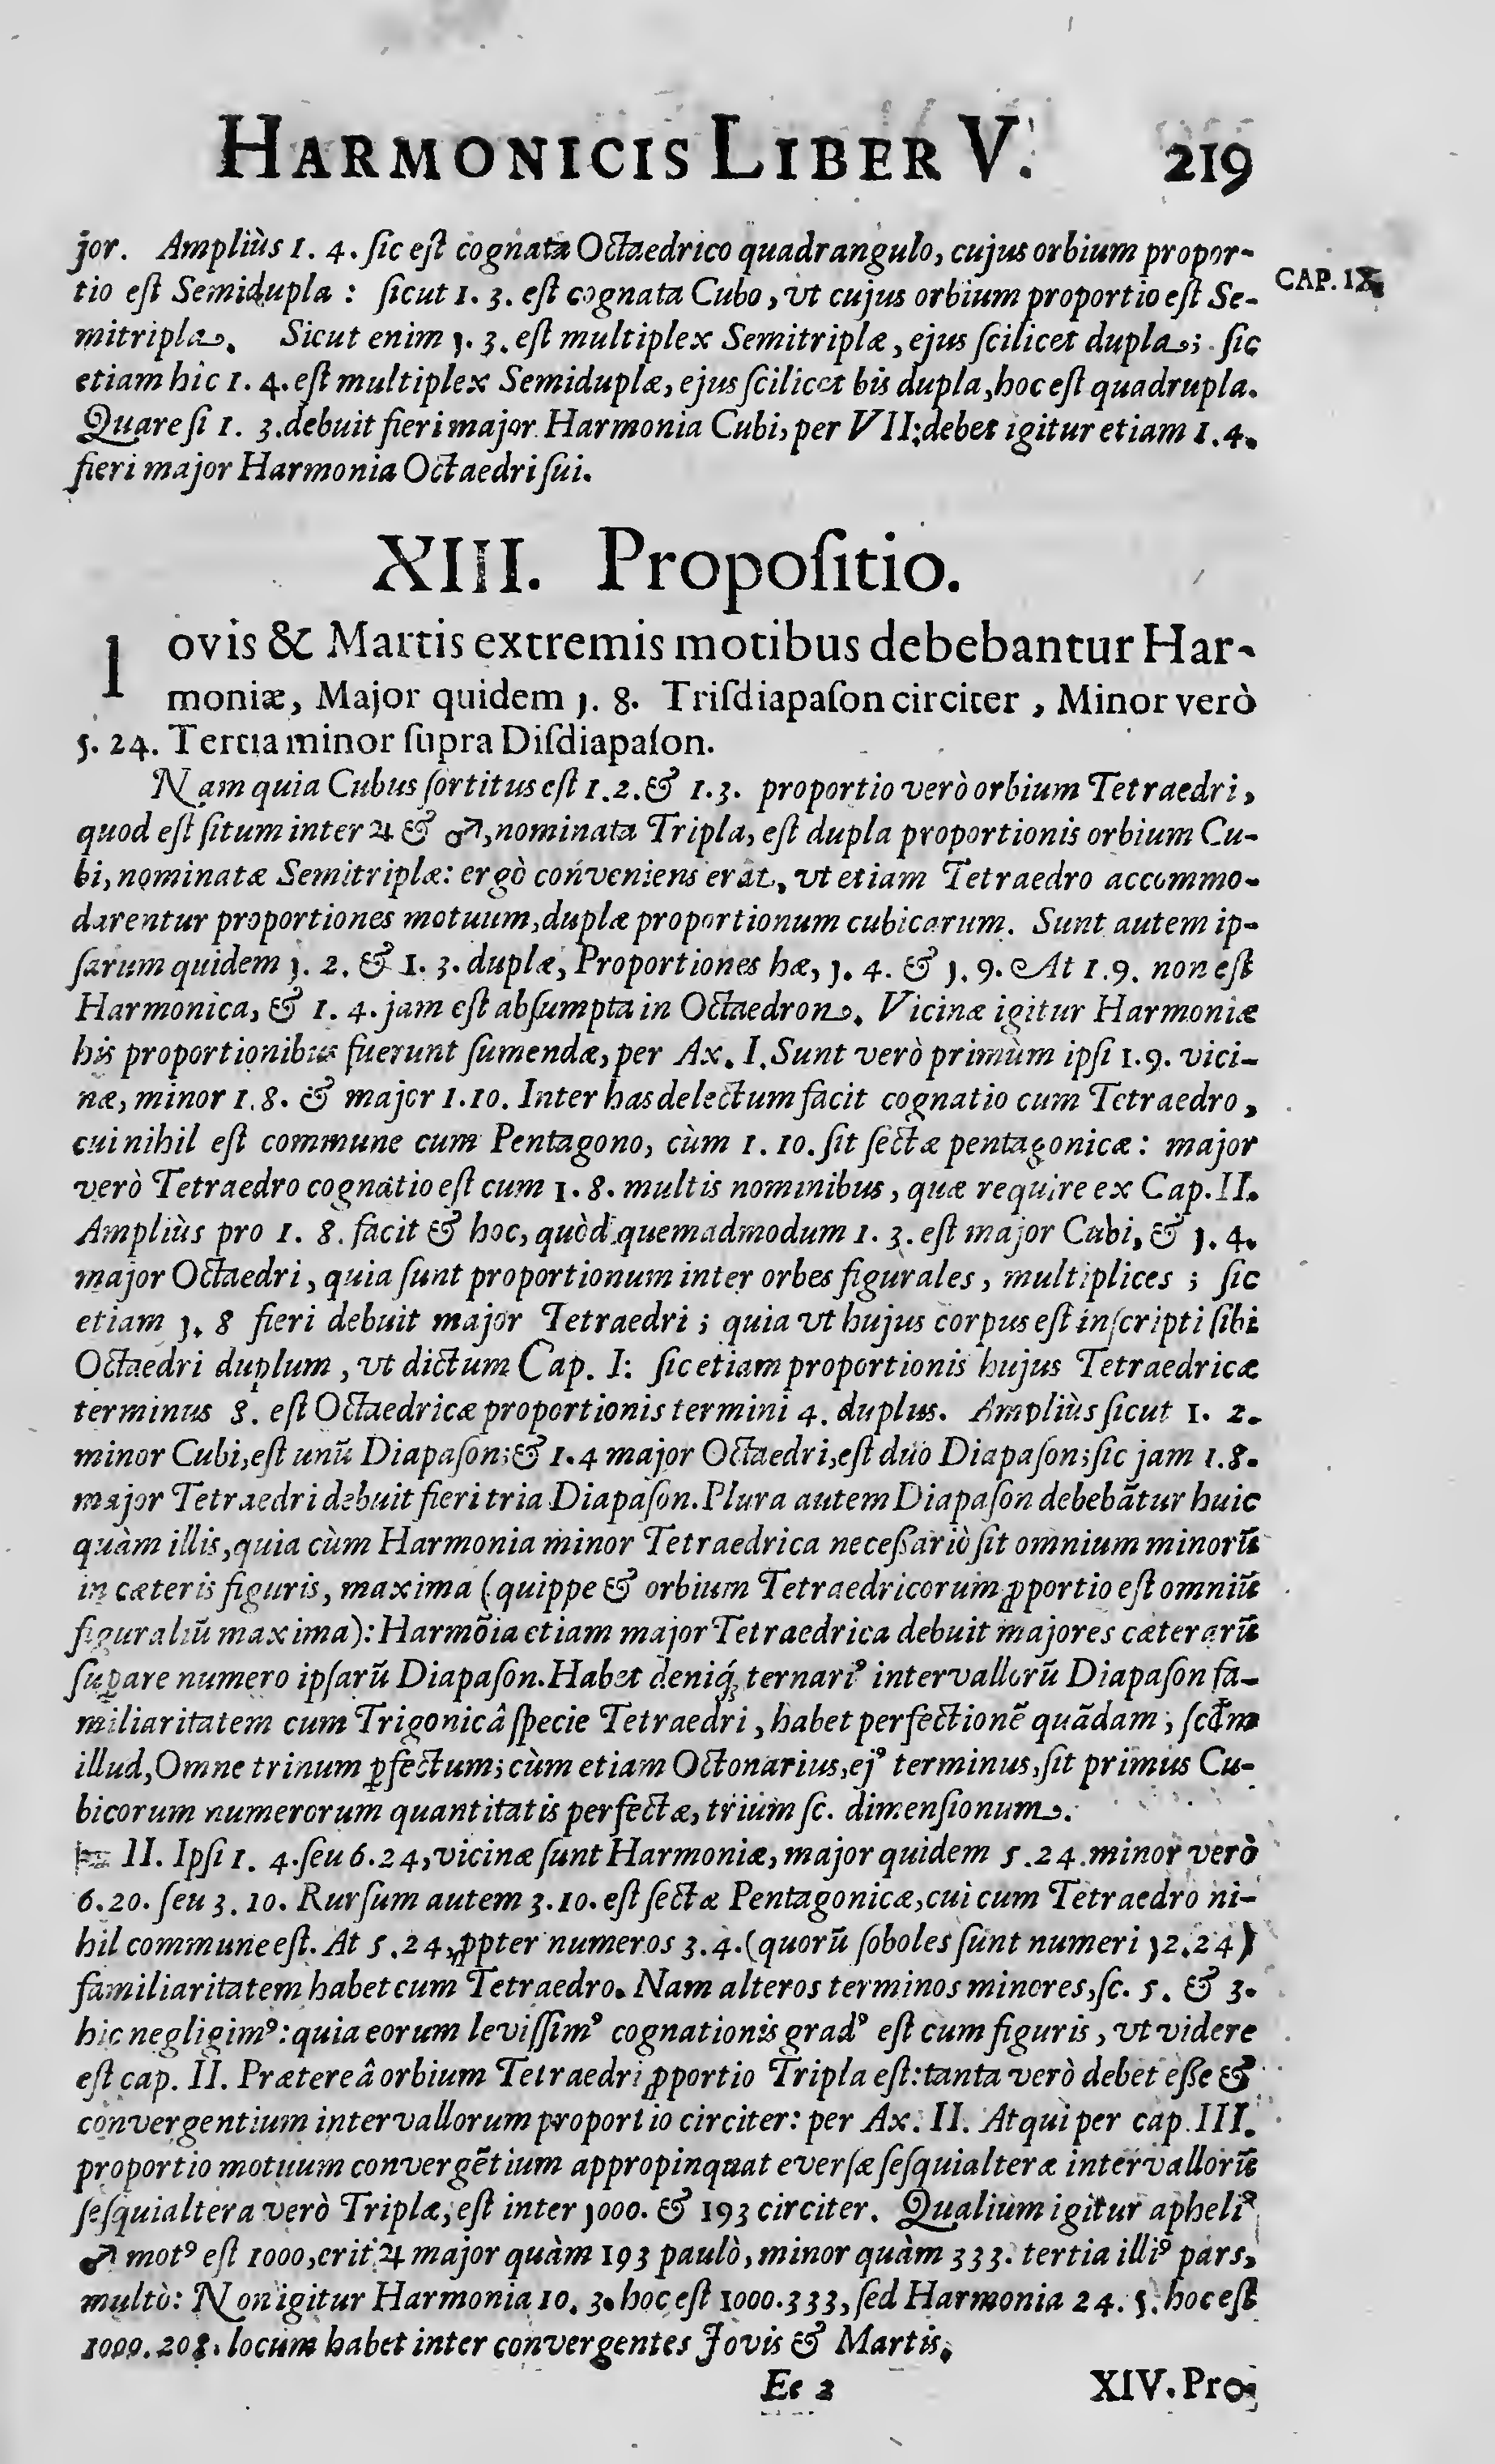 HARMONICIS LIBER V. 219
jor. Ampliùs 1. 4. ſic eſt cognata Octaedrico quadrangulo, cujus orbium propor-
CAP. IX.
tio eſt Semidupla : ſicut 1. 3. eſt cognata Cubo, vt cujus orbium proportio eſt Se-
mitripla. Sicut enim 1. 3. eſt multiplex Semitriplæ, ejus ſcilicet dupla; ſic
etiam hic 1. 4. eſt multiplex Semiduplæ, ejus ſcilicet bis dupla, hoc eſt quadrupla.
Quare ſi 1. 3. debuit fieri major Harmonia Cubi, per VII: debet igitur etiam 1. 4.
fieri major Harmonia Octaedri ſui.
XIII. Propoſitio.
Iovis & Martis extremis motibus debebantur Har-
moniæ, Major quidem 1. 8. Triſdiapaſon circiter, Minor verò
5. 24. Tertia minor ſupra Diſdiapaſon.
Nam quia Cubus ſortitus eſt 1. 2. & 1. 3. proportio verò orbium Tetraedri,
quod eſt ſitum inter ♃ & ♂, nominata Tripla, eſt dupla proportionis orbium Cu-
bi, nominatæ Semitriplæ: ergò conveniens erat, vt etiam Tetraedro accommo-
darentur proportiones motuum, duplæ proportionum cubicarum. Sunt autem ip-
ſarum quidem 1. 2. & 1. 3. duplæ, Proportiones hæ, 1. 4. & 1. 9. At 1. 9. non eſt
Harmonica, & 1. 4. jam eſt abſumpta in Octaedron. Vicinæ igitur Harmoniæ
his proportionibus fuerunt ſumendæ, per Ax. I. Sunt verò primùm ipſi 1. 9. vici-
næ, minor 1. 8. & major 1. 10. Inter has delectum facit cognatio cum Tetraedro,
cui nihil eſt commune cum Pentagono, cùm 1. 10. ſit ſectæ pentagonicæ: major
verò Tetraedro cognatio eſt cum 1. 8. multis nominibus, quæ require ex Cap. II.
Ampliùs pro 1. 8. facit & hoc, quòd quemadmodum 1. 3. eſt major Cubi, & 1. 4.
major Octaedri, quia ſunt proportionum inter orbes figurales, multiplices ; ſic
etiam 1. 8 fieri debuit major Tetraedri ; quia vt hujus corpus eſt inſcripti ſibi
Octaedri duplum, vt dictum Cap. I: ſic etiam proportionis hujus Tetraedricæ
terminus 8. eſt Octaedricæ proportionis termini 4. duplus. Ampliùs ſicut 1. 2.
minor Cubi, eſt unũ Diapaſon; & 1. 4 major Octaedri, eſt duo Diapaſon; ſic jam 1. 8.
major Tetraedri debuit fieri tria Diapaſon. Plura autem Diapaſon debebãtur huic
quàm illis, quia cùm Harmonia minor Tetraedrica neceſſariò ſit omnium minorũ
in cæteris figuris, maxima (quippe & orbium Tetraedricorum ꝓportio eſt omniũ
figuraliũ maxima): Harmõia etiam major Tetraedrica debuit majores cæterarũ
ſuꝑare numero ipſarũ Diapaſon. Habet deniq́; ternariꝰ intervallorũ Diapaſon fa-
miliaritatem cum Trigonicâ ſpecie Tetraedri, habet perfectionẽ quãdam, ſcd̃m
illud, Omne trinum ꝑfectum; cùm etiam Octonarius, ejꝰ terminus, ſit primus Cu-
bicorum numerorum quantitatis perfectæ, trium ſc. dimenſionum.
II. Ipſi 1. 4. ſeu 6. 24, vicinæ ſunt Harmoniæ, major quidem 5. 24. minor verò
6. 20. ſeu 3. 10. Rurſum autem 3. 10. eſt ſectæ Pentagonicæ, cui cum Tetraedro ni-
hil commune eſt. At 5. 24, ꝓpter numeros 3. 4. (quorũ ſoboles ſunt numeri 12. 24)
familiaritatem habet cum Tetraedro. Nam alteros terminos minores, ſc. 5. & 3.
hic negligimꝰ: quia eorum leviſſimꝰ cognationis gradꝰ eſt cum figuris, vt videre
eſt cap. II. Prætereâ orbium Tetraedri ꝓportio Tripla eſt: tanta verò debet eſſe &
convergentium intervallorum proportio circiter: per Ax. II. Atqui per cap. III.
proportio motuum convergẽtium appropinquat everſæ ſeſquialteræ intervallorũ
ſeſquialtera verò Triplæ, eſt inter 1000. & 193 circiter. Qualium igitur apheliꝰ
♂ motꝰ eſt 1000, erit ♃ major quàm 193 paulò, minor quàm 333. tertia illiꝰ pars,
multò: Non igitur Harmonia 10. 3. hoc eſt 1000. 333, ſed Harmonia 24. 5. hoc eſt
1000. 208. locum habet inter convergentes Jovis & Martis.
Ee 2 XIV. Pro-